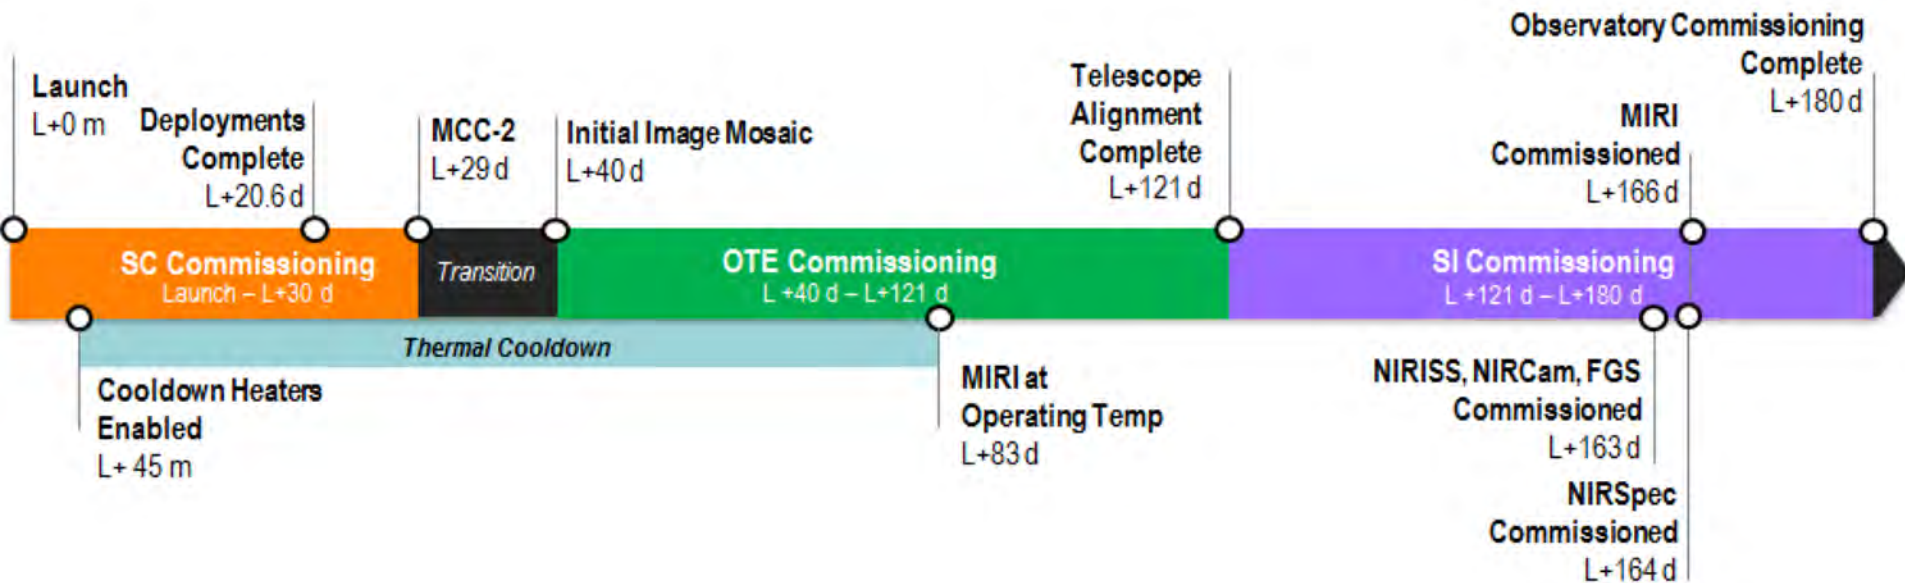 Launch
L+0 m
Deployments
Complete
L+20.6 d
MCC-2
L+29 d
Initial Image Mosaic
L+40 d
Telescope
Alignment
Complete
L+121 d
MIRI
Commissioned
L+166 d
Observatory Commissioning
Complete
L+180 d
SC Commissioning
Launch – L+30 d
Transition
OTE Commissioning
L +40 d – L+121 d
SI Commissioning
L +121 d – L+180 d
Thermal Cooldown
Cooldown Heaters
Enabled
L+ 45 m
MIRI at
Operating Temp
L+83 d
NIRISS, NIRCam, FGS
Commissioned
L+163 d
NIRSpec
Commissioned
L+164 d